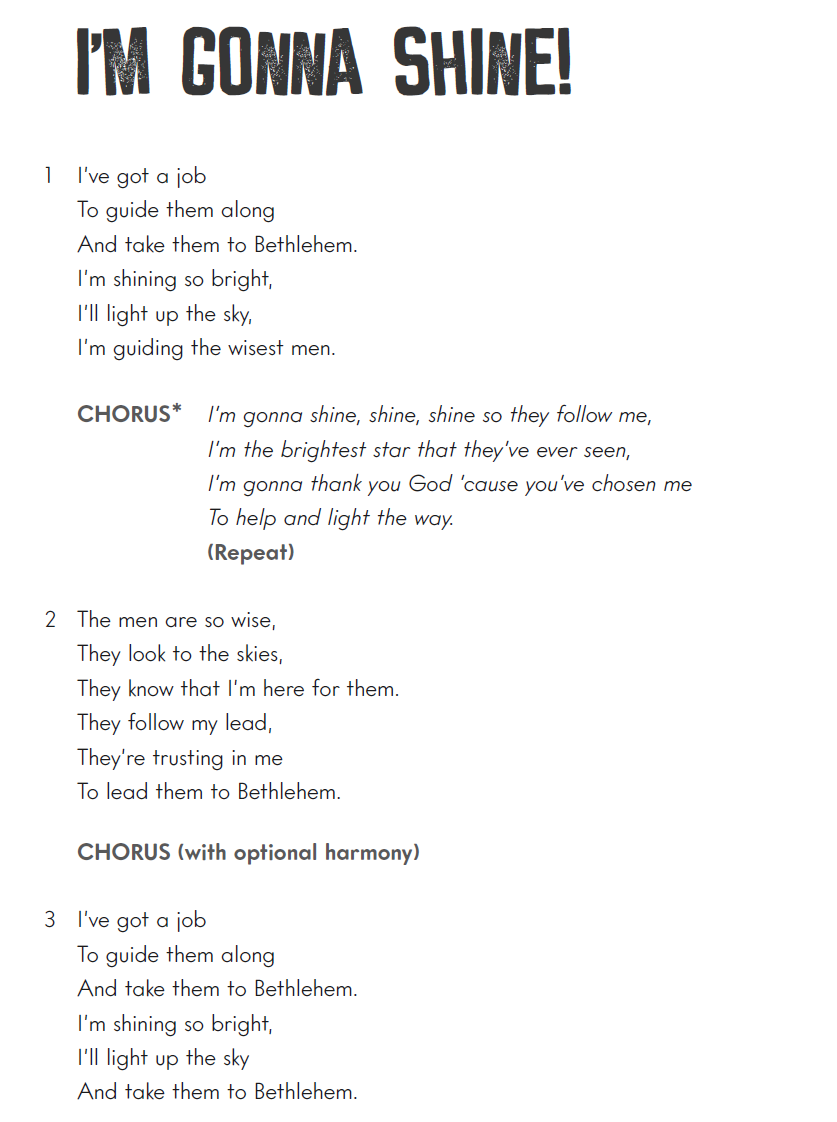 I'M GONNA SHINE!
1 I've got a job
To guide them along
And take them to Bethlehem.
I'm shining so bright,
I'll light up the sky,
I'm guiding the wisest men.
CHORUS* I'm gonna shine, shine, shine so they follow me,
I'm the brightest star that they've ever seen,
I'm gonna thank you God 'cause you've chosen me
To help and light the way.
(Repeat)
2 The men are so wise,
They look to the skies,
They know that I'm here for them.
They follow my lead,
They're trusting in me
To lead them to Bethlehem.
CHORUS (with optional harmony)
3 I've got a job
To guide them along
And take them to Bethlehem.
I'm shining so bright,
I'll light up the sky
And take them to Bethlehem.